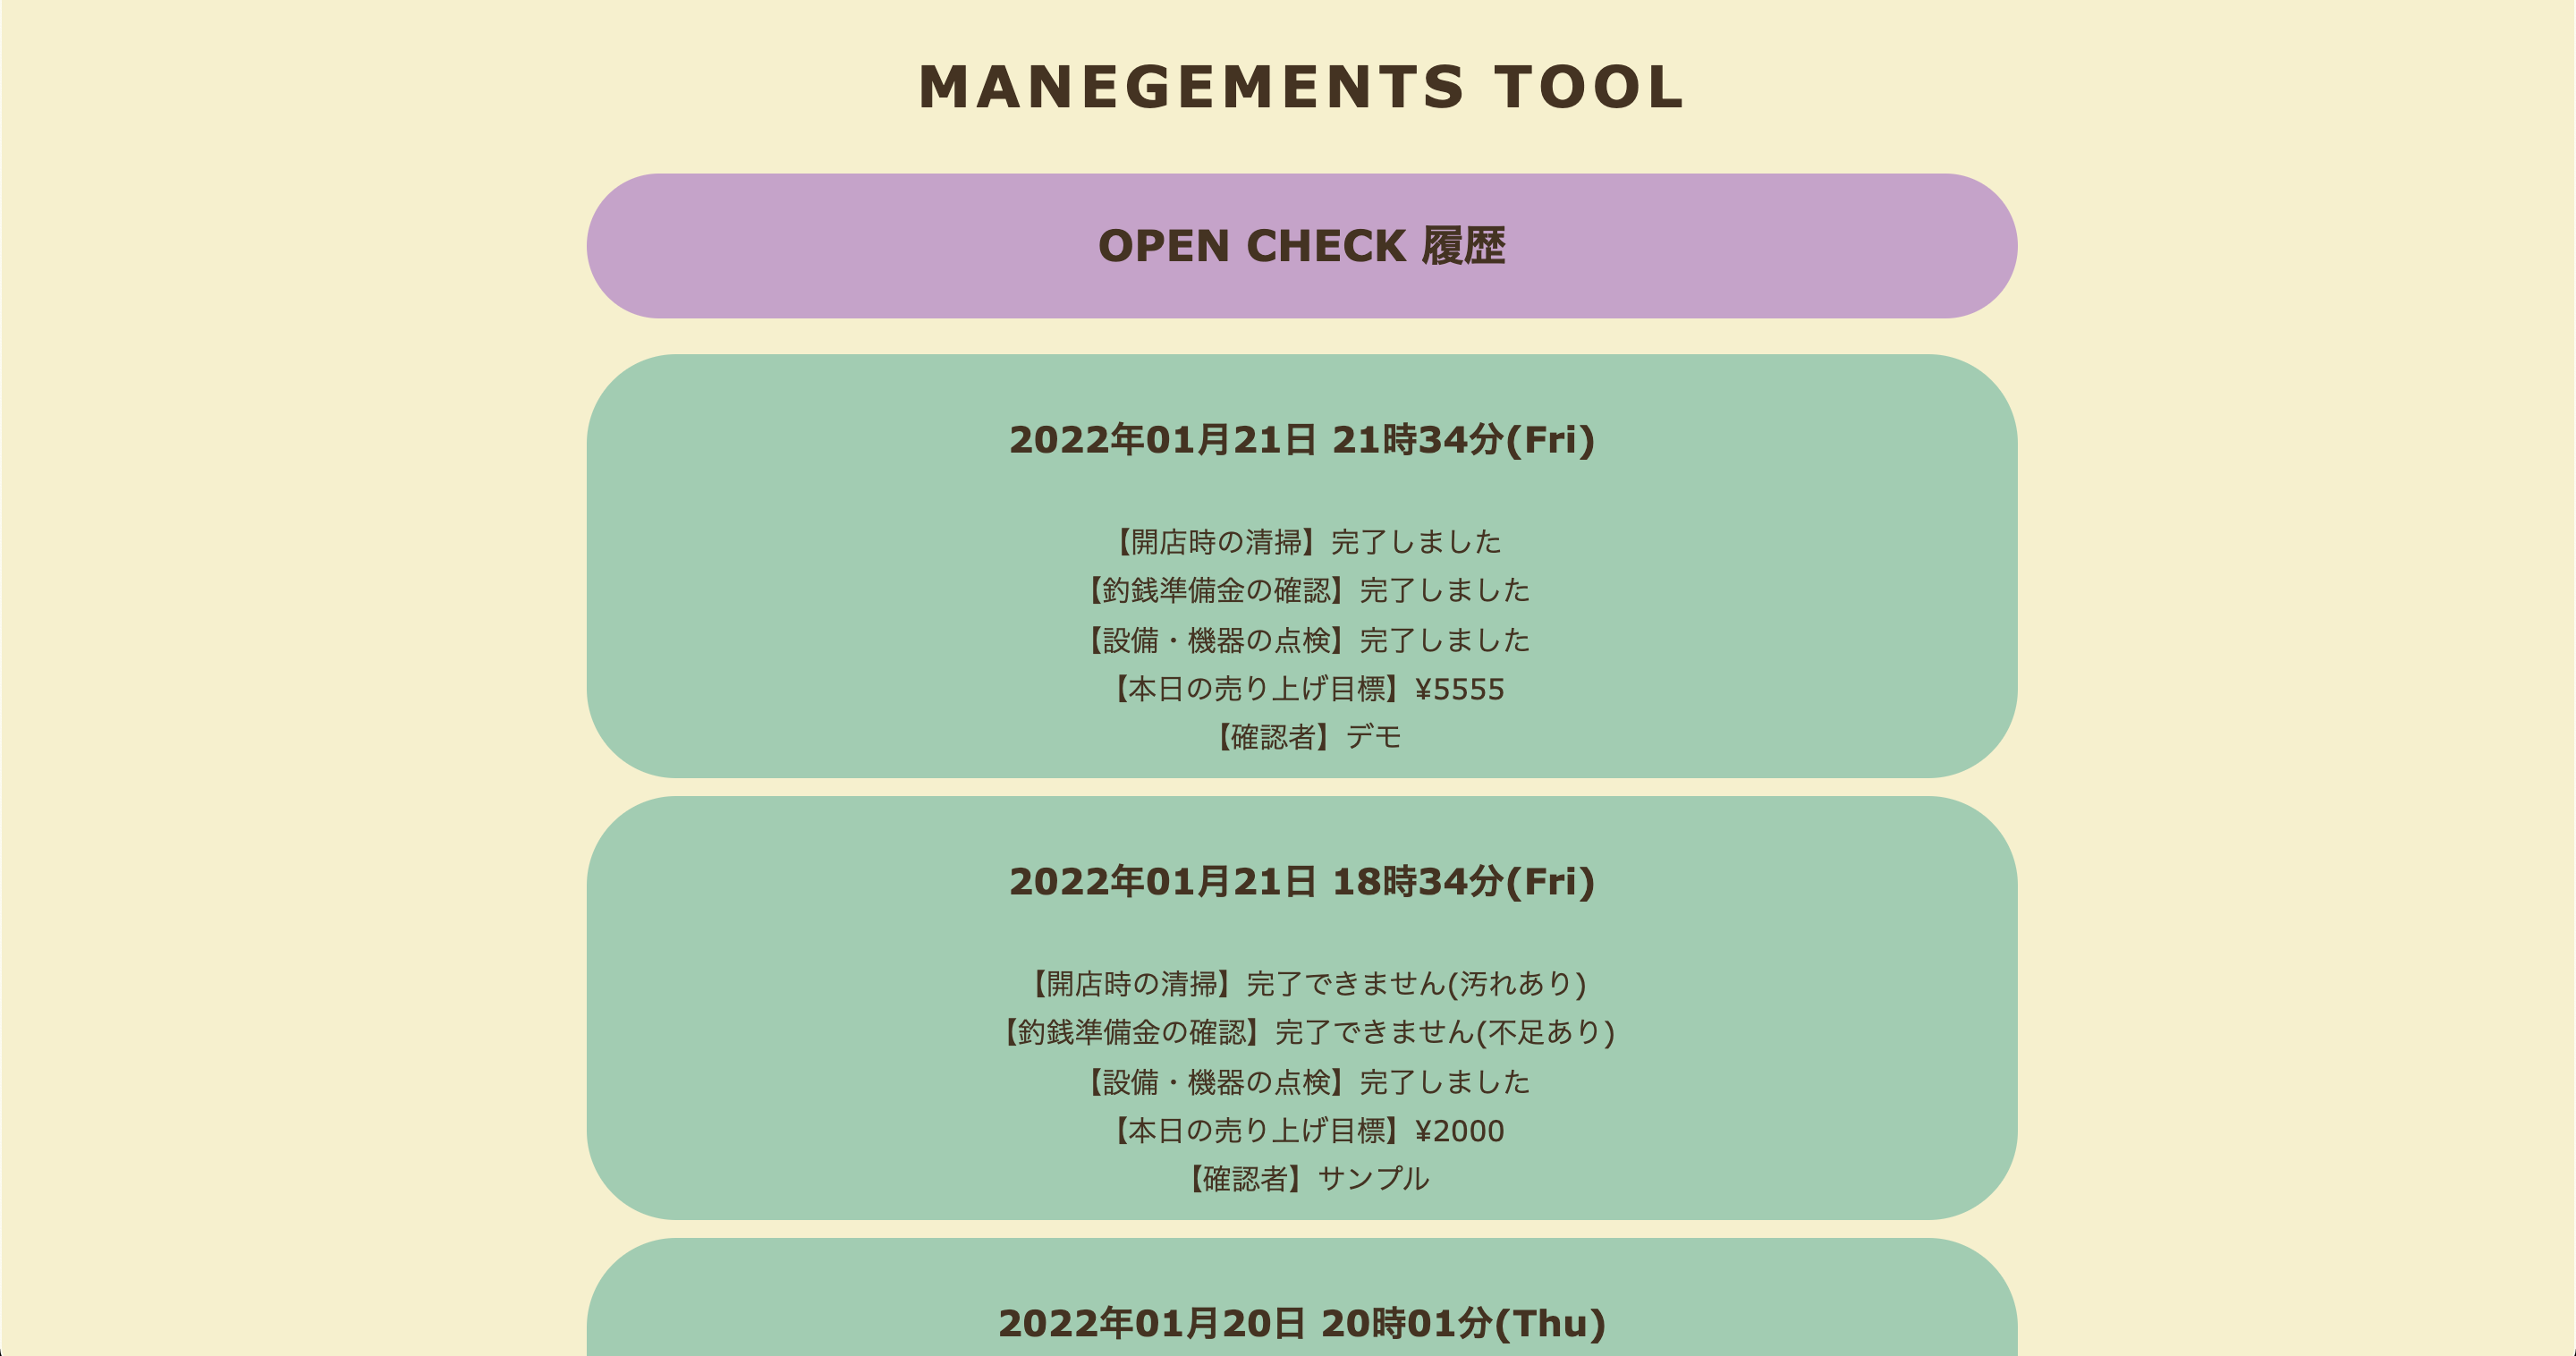 MANEGEMENTS TOOL
OPEN CHECK 履歴
2022年01月21日 21時34分(Fri)
【開店時の清掃】完了しました
【釣銭準備金の確認】完了しました
【設備・機器の点検】完了しました
【本日の売り上げ目標】¥5555
【確認者】デモ
2022年01月21日 18時34分(Fri)
【開店時の清掃】完了できません(汚れあり)
【釣銭準備金の確認】完了できません(不足あり)
【設備・機器の点検】完了しました
【本日の売り上げ目標】¥2000
【確認者】サンプル
2022年01月20日 20時01分(Thu)